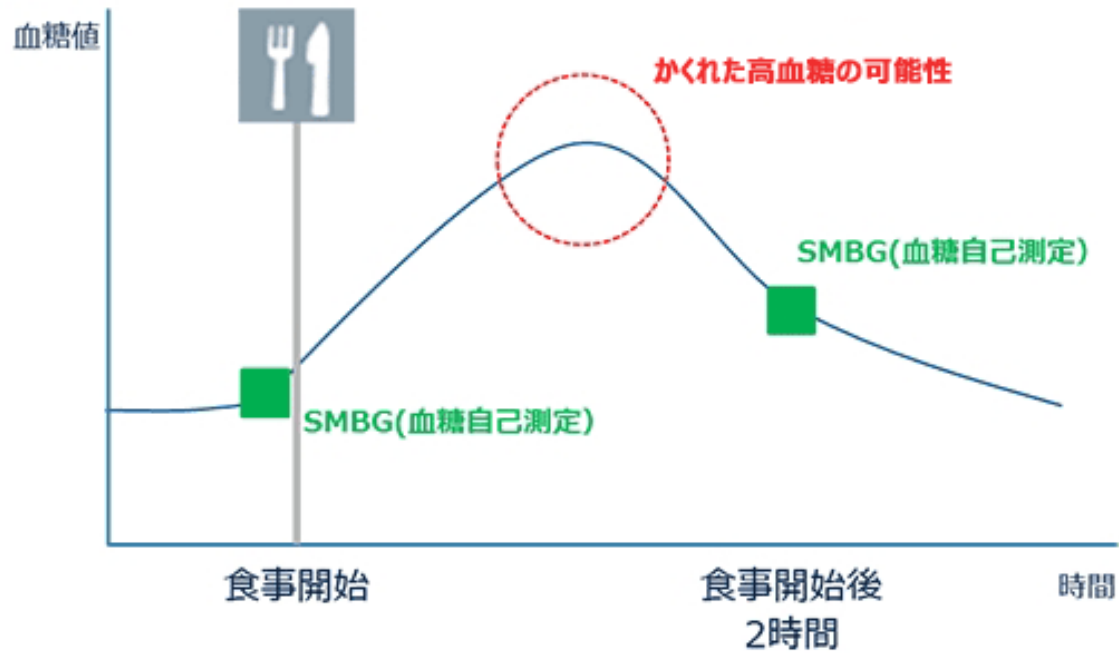 血糖値
かくれた高血糖の可能性
SMBG(血糖自己測定）
SMBG(血糖自己測定）
食事開始
食事開始後
2時間
時間